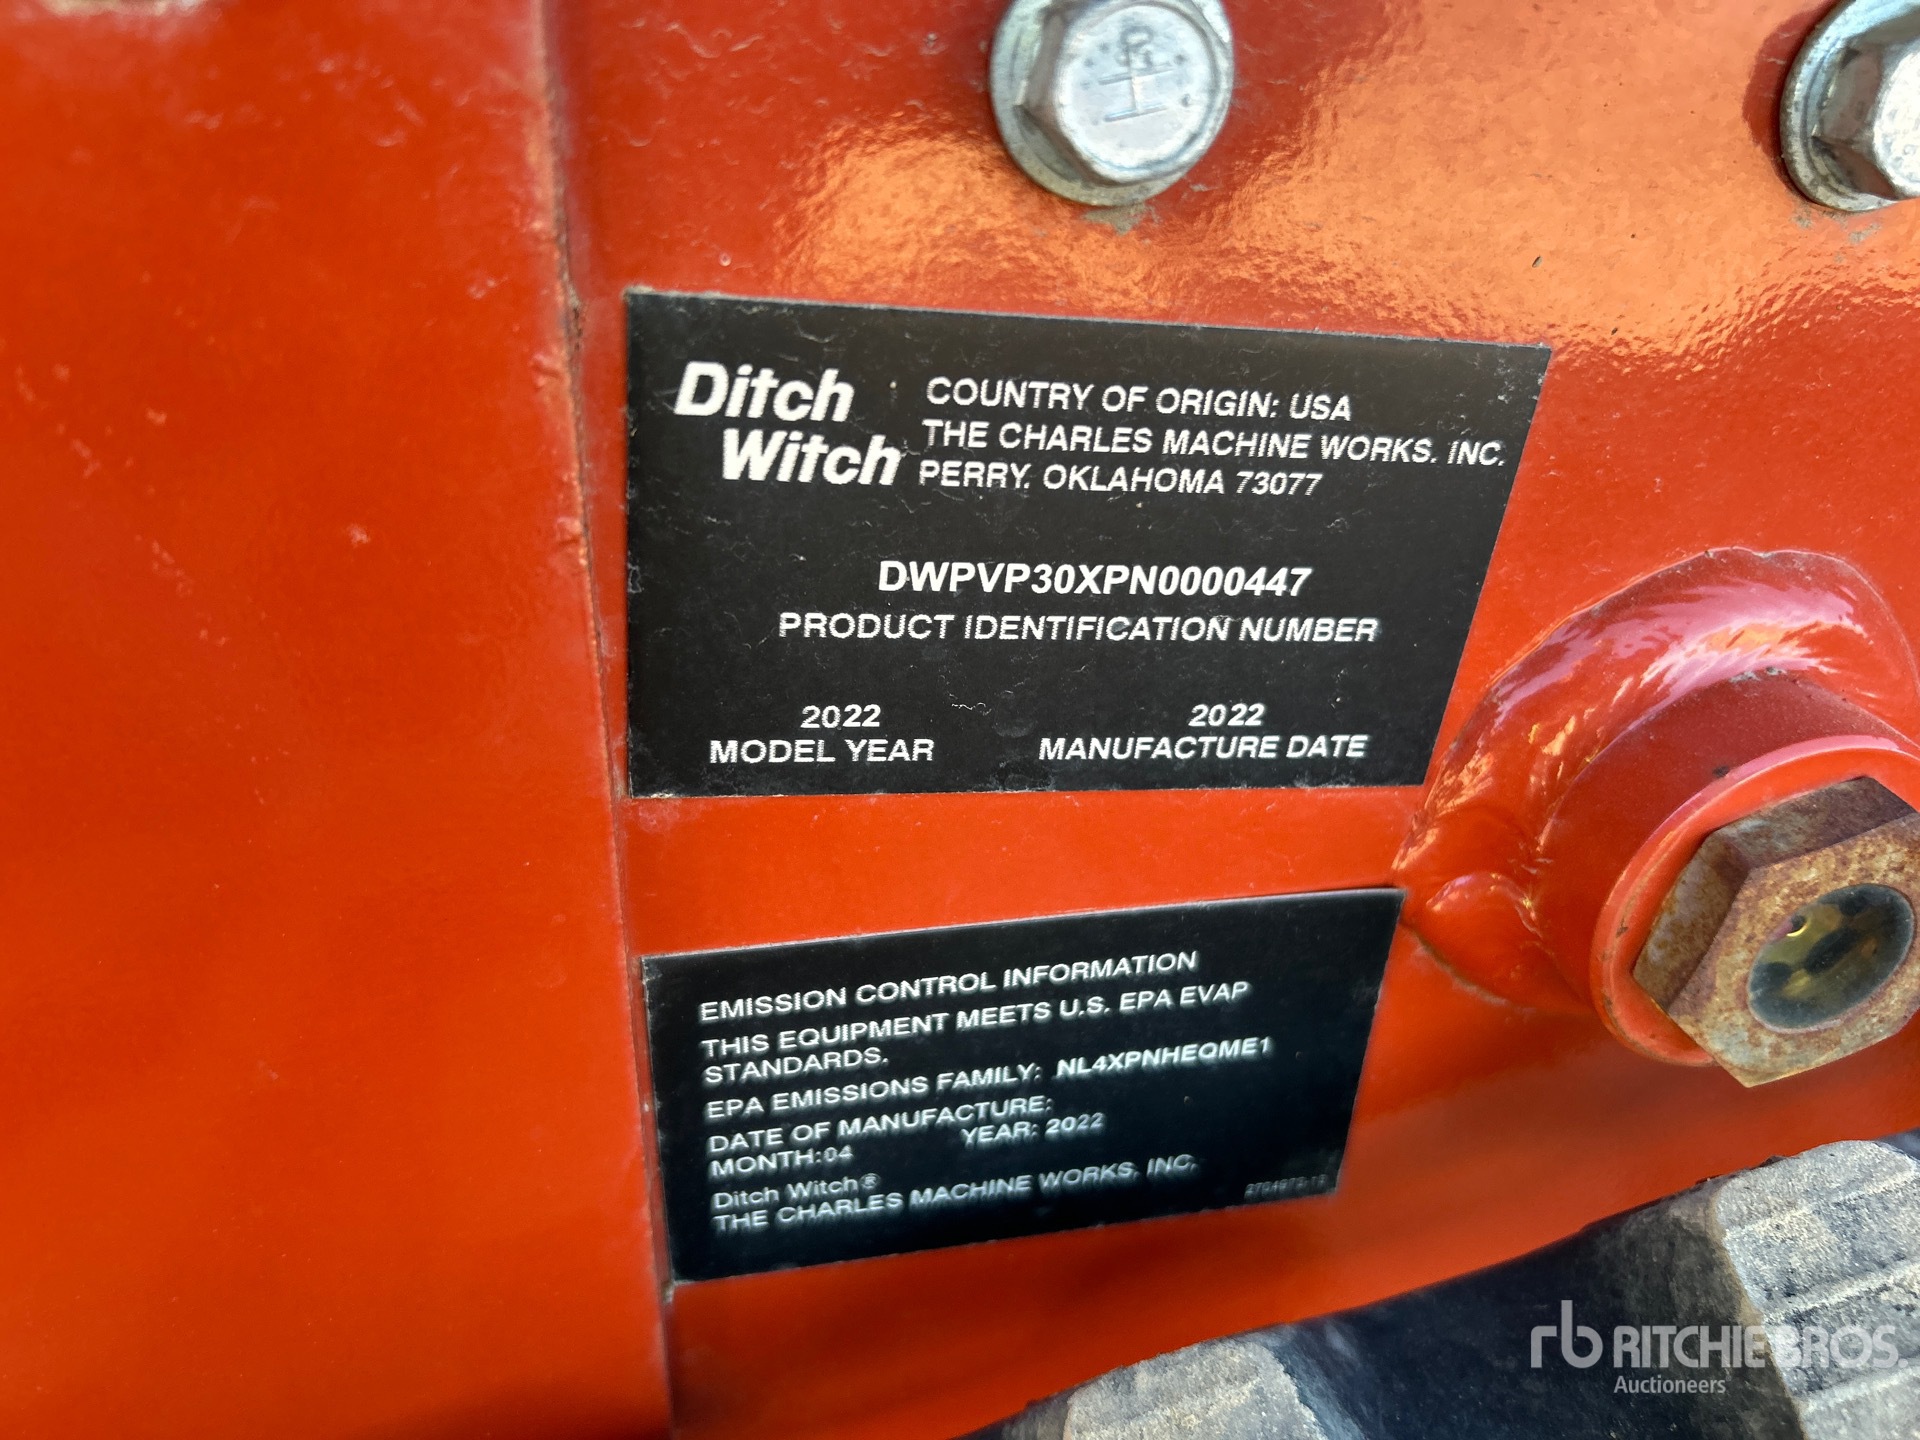 Ditch
Witch
COUNTRY OF ORIGIN: USA
THE CHARLES MACHINE WORKS. INC.
PERRY. OKLAHOMA 73077
DWPVP30XPN0000447
PRODUCT IDENTIFICATION NUMBER
2022
MODEL YEAR
2022
MANUFACTURE DATE
EMISSION CONTROL INFORMATION
THIS EQUIPMENT MEETS U.S. EPA EVAP
STANDARDS.
EPA EMISSIONS FAMILY: NL4XPNHEQME1
DATE OF MANUFACTURE:
MONTH:04 YEAR: 2022
Ditch Witch®
THE CHARLES MACHINE WORKS, INC.
rb RITCHIE BROS.
Auctioneers